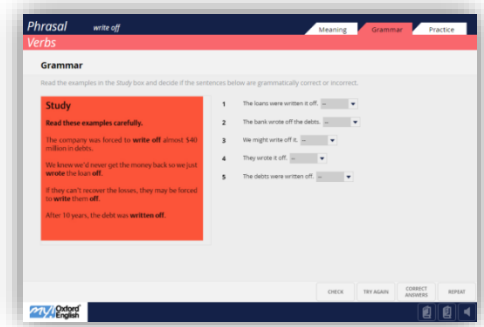 Phrasal write off
Verbs
Meaning Grammar Practice
Grammar
Read the examples in the Study box and decide if the sentences below are grammatically correct or incorrect.
Study
Read these examples carefully.
The company was forced to write off almost $40
million in debts.
We knew we'd never get the money back so we just
wrote the loan off.
If they can't recover the losses, they may be forced
to write them off.
After 10 years, the debt was written off.
1 The loans were written it off. --
2 The bank wrote off the debts. --
3 We might write off it. --
4 They wrote it off. --
5 The debts were written off. --
CHECK TRY AGAIN CORRECT ANSWERS REPEAT
my Oxford
English